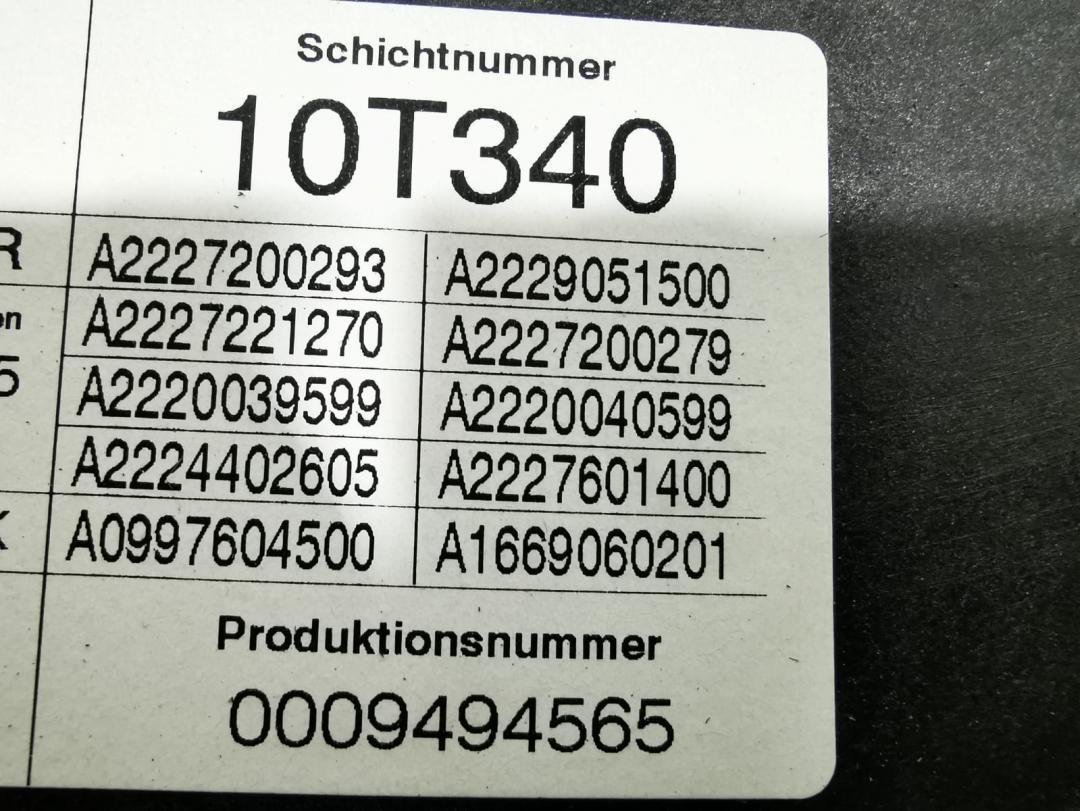 Schichtnummer
10T340
R
A2227200293 A2229051500
en
A2227221270 A2227200279
5
A2220039599 A2220040599
A2224402605 A2227601400
K
A0997604500 A1669060201
Produktionsnummer
0009494565